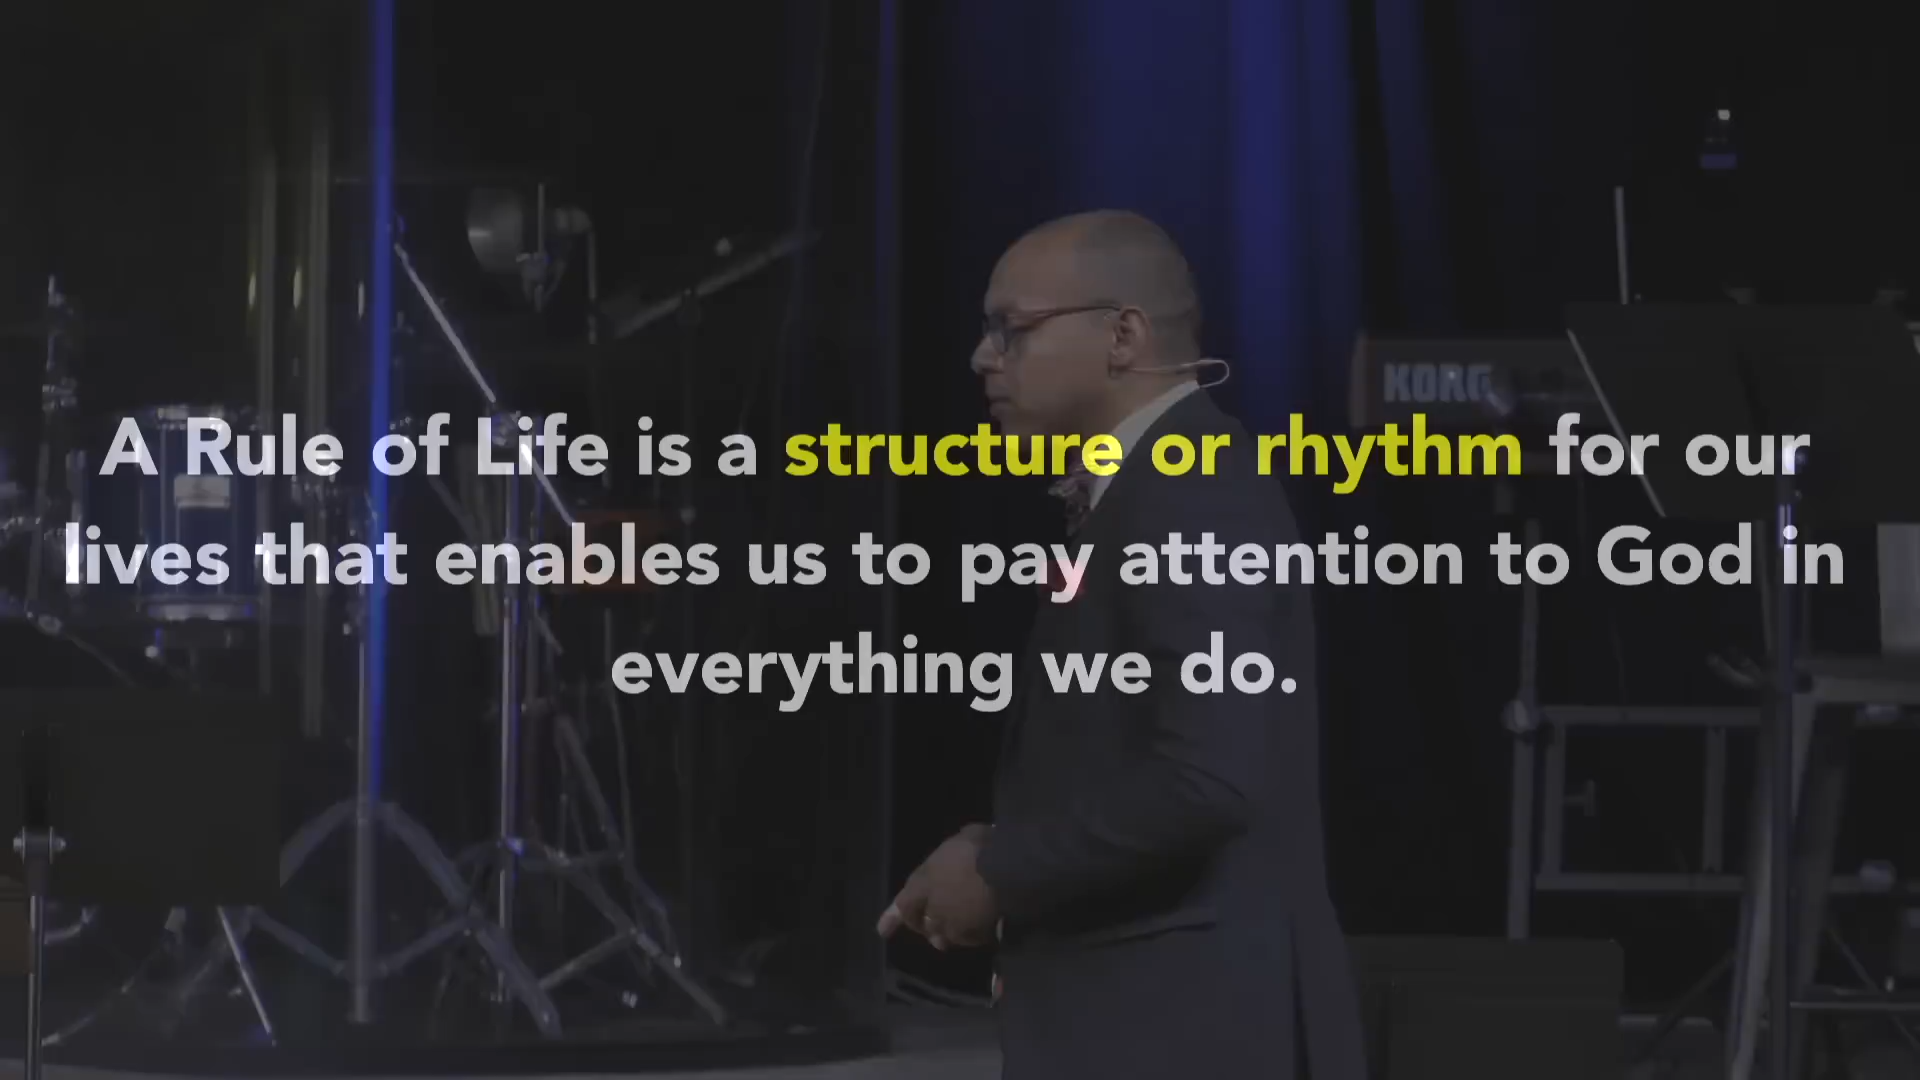 KORG
A Rule of Life is a structure or rhythm for our
lives that enables us to pay attention to God in
everything we do.